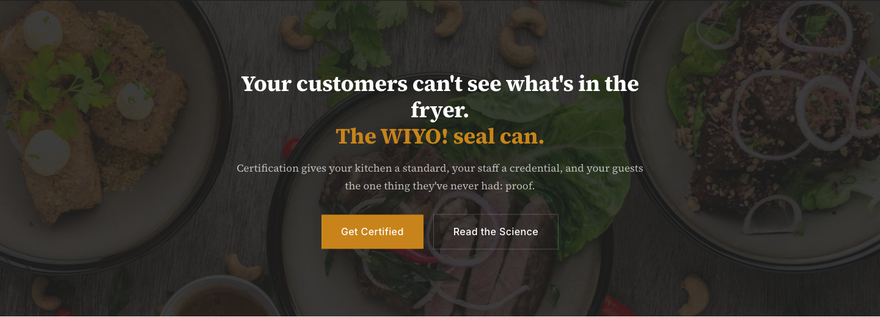 Your customers can't see what's in the
fryer.
The WIYO! seal can.
Certification gives your kitchen a standard, your staff a credential, and your guests
the one thing they've never had: proof.
Get Certified
Read the Science